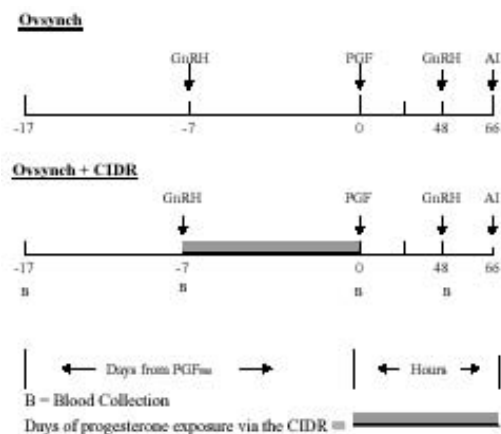 Ovsynch
GnRH PGF GnRH AI
-17 -7 0 48 66
Ovsynch + CIDR
GnRH PGF GnRH AI
-17 -7 0 48 66
B B B B
Days from PGF Hours
B = Blood Collection
Days of progesterone exposure via the CIDR =